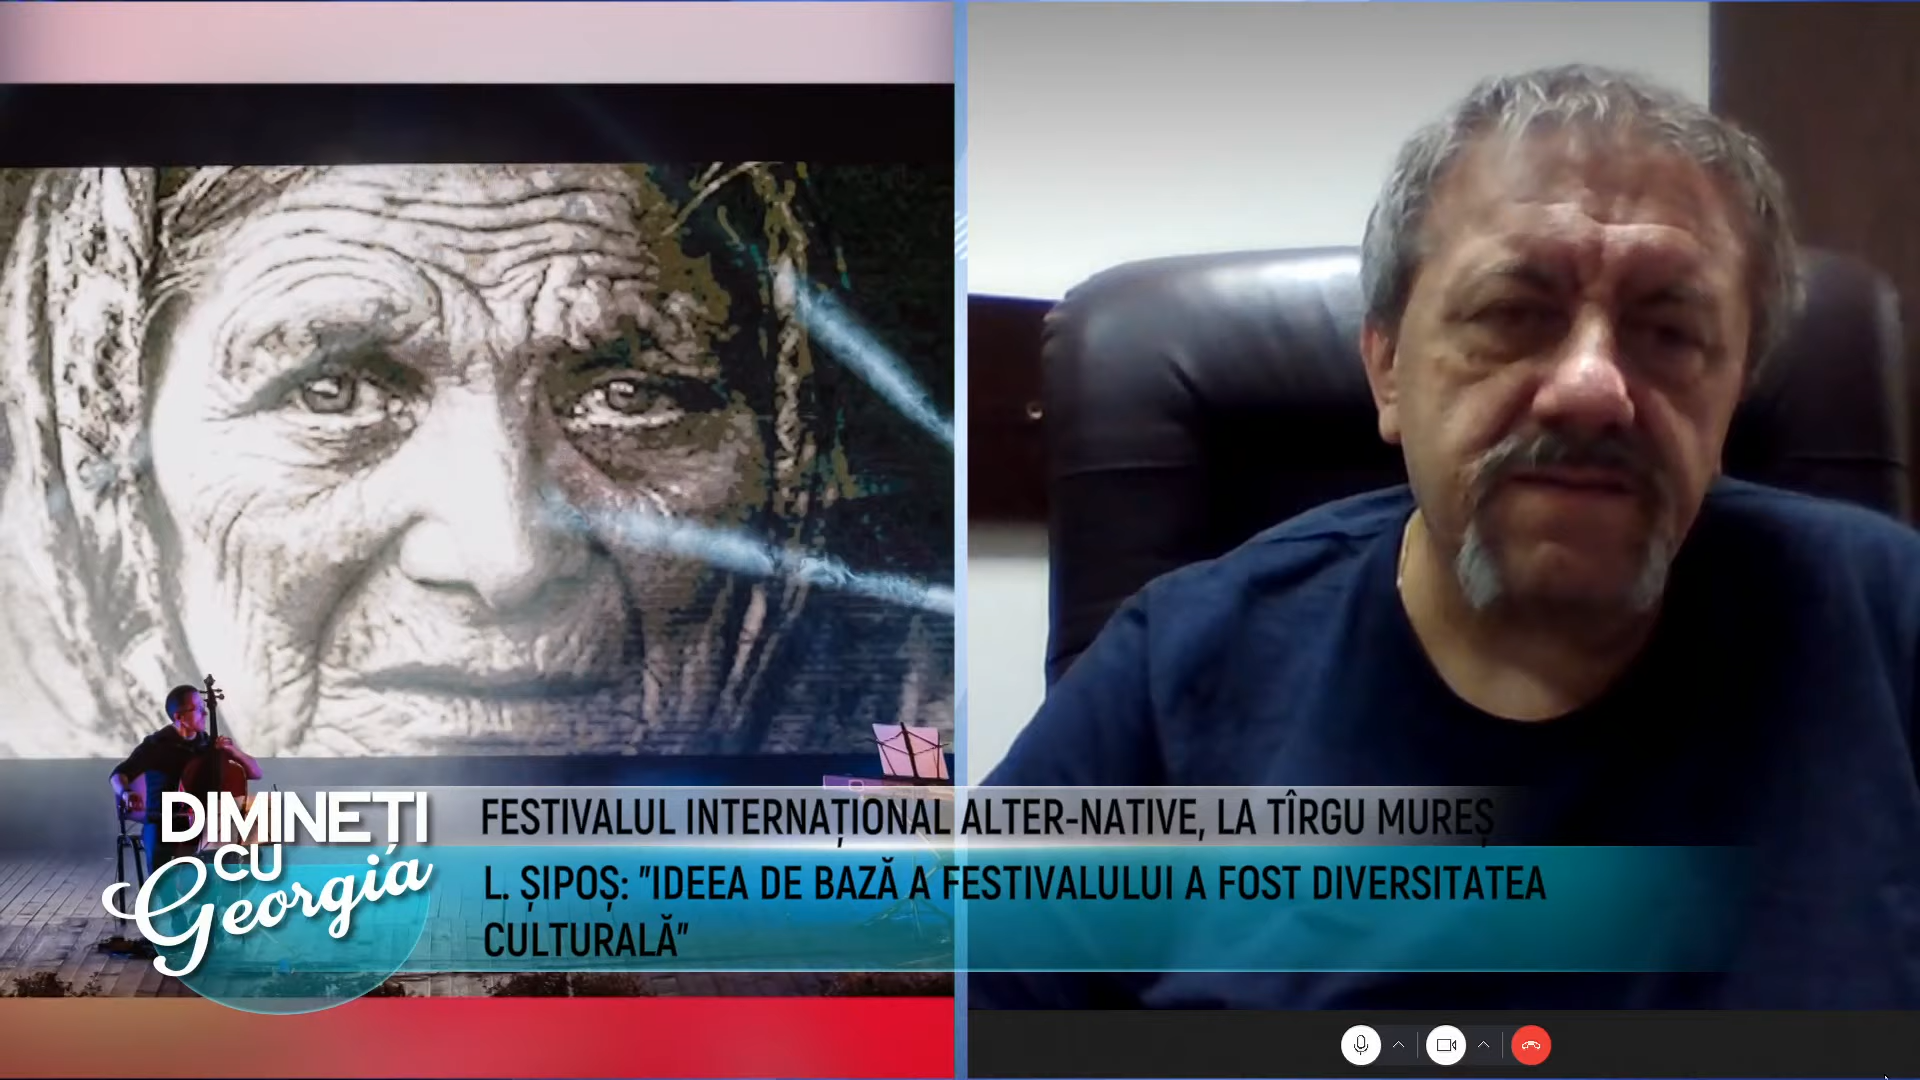 DIMINEȚI
CU
Georgia
FESTIVALUL INTERNAȚIONAL ALTER-NATIVE, LA TÎRGU MUREȘ
L. ȘIPOȘ: "IDEEA DE BAZĂ A FESTIVALULUI A FOST DIVERSITATEA
CULTURALĂ"